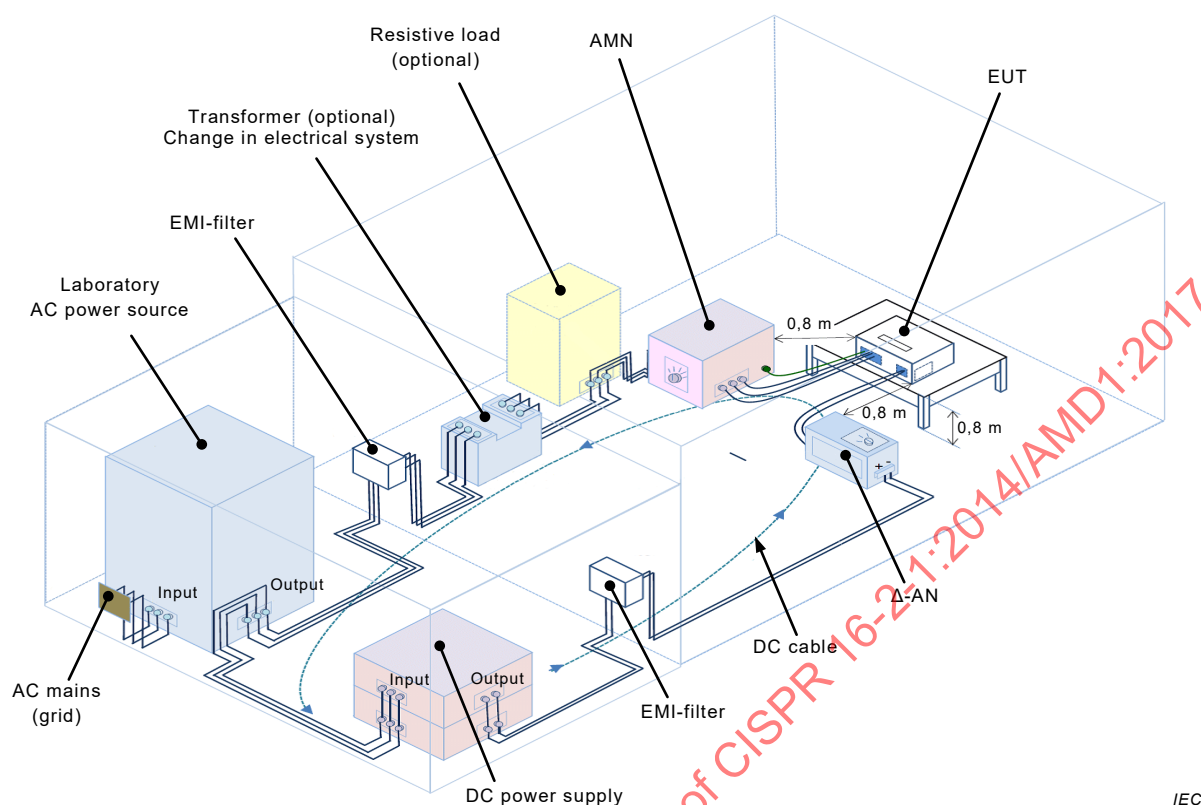 Resistive load
(optional)
AMN
EUT
Transformer (optional)
Change in electrical system
EMI-filter
Laboratory
AC power source
0,8 m
0,8 m
0,8 m
+ -
Input
Output
Δ-AN
DC cable
AC mains
(grid)
Input
Output
EMI-filter
DC power supply
of CISPR 16-2-1:2014/AMD1:2017
IEC